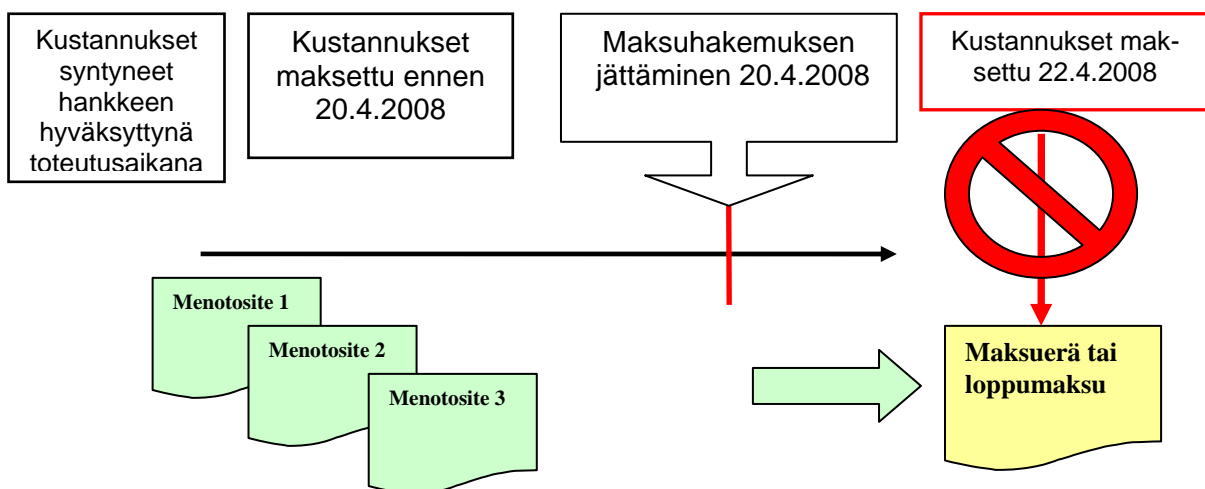 Kustannukset
syntyneet
hankkeen
hyväksyttynä
toteutusaikana
Kustannukset
maksettu ennen
20.4.2008
Maksuhakemuksen
jättäminen 20.4.2008
Kustannukset mak-
settu 22.4.2008
Menotosite 1
Menotosite 2
Menotosite 3
Maksuerä tai
loppumaksu